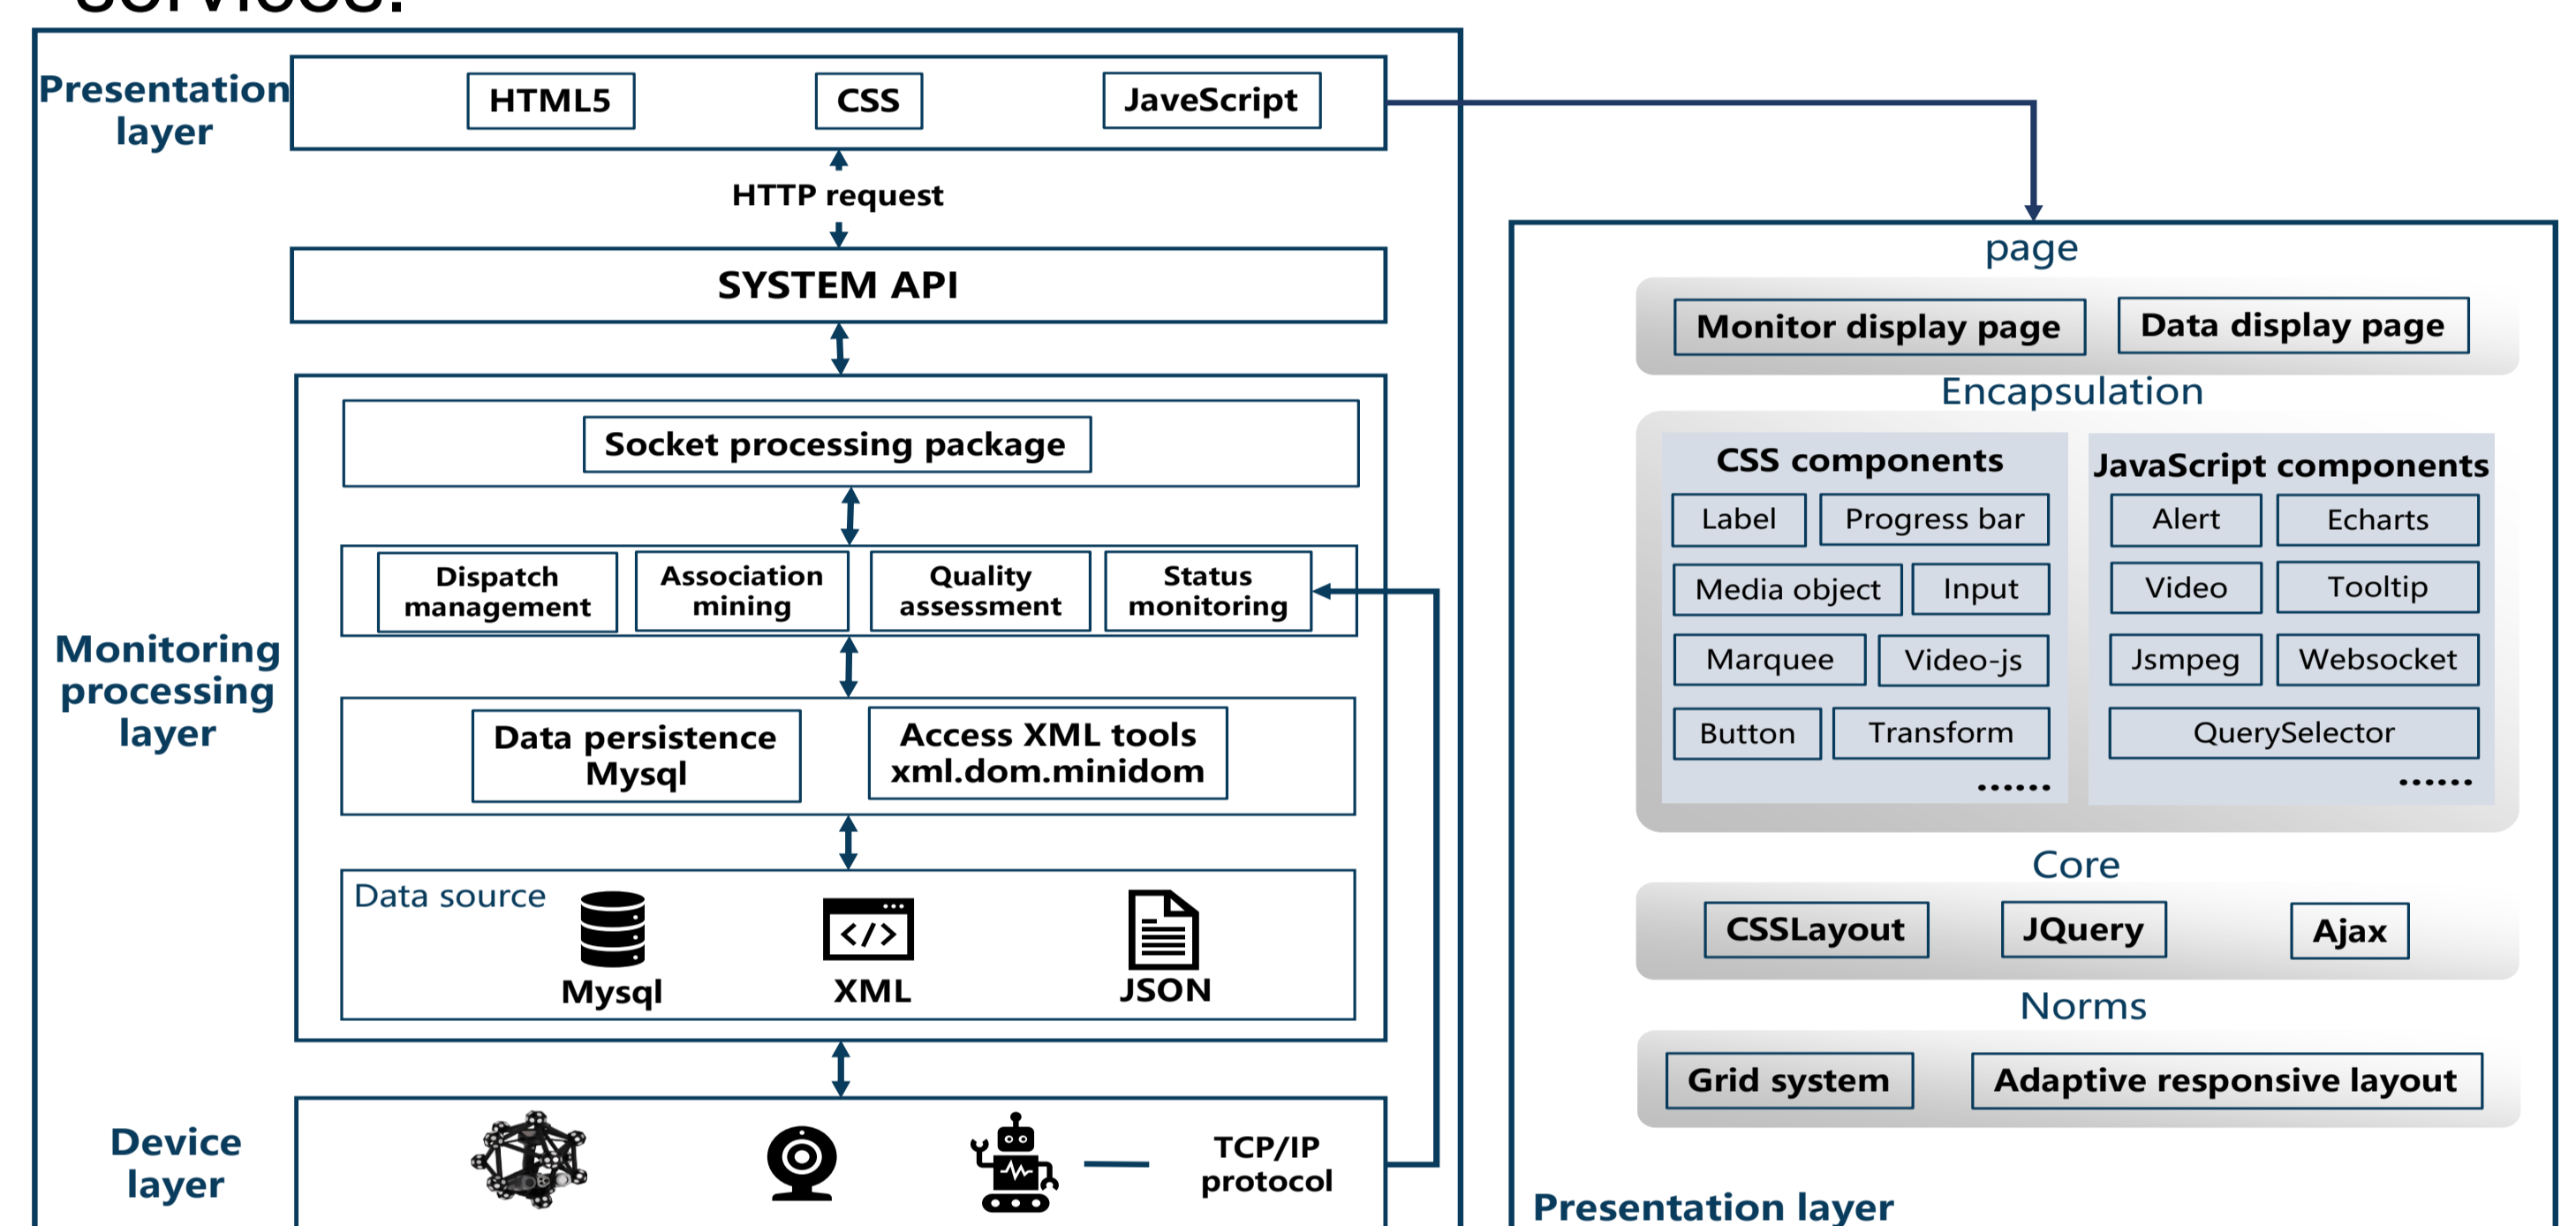 services.
Presentation
layer
HTML5
CSS
JaveScript
HTTP request
SYSTEM API
Monitoring
processing
layer
Socket processing package
Dispatch
management
Association
mining
Quality
assessment
Status
monitoring
Data persistence
Mysql
Access XML tools
xml.dom.minidom
Data source
Mysql
XML
JSON
Device
layer
TCP/IP
protocol
page
Monitor display page
Data display page
Encapsulation
CSS components
Label
Progress bar
Media object
Input
Marquee
Video-js
Button
Transform
......
JavaScript components
Alert
Echarts
Video
Tooltip
Jsmpeg
Websocket
QuerySelector
......
Core
CSSLayout
JQuery
Ajax
Norms
Grid system
Adaptive responsive layout
Presentation layer